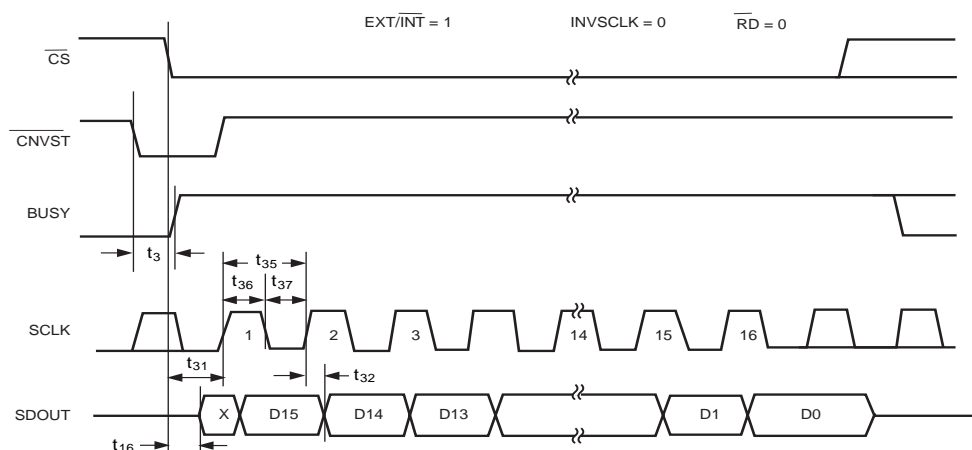 EXT/INT = 1 INVSCLK = 0 RD = 0
CS
CNVST
BUSY
t3
t35
t36 t37
SCLK 1 2 3 14 15 16
t31
t32
SDOUT X D15 D14 D13 D1 D0
t16